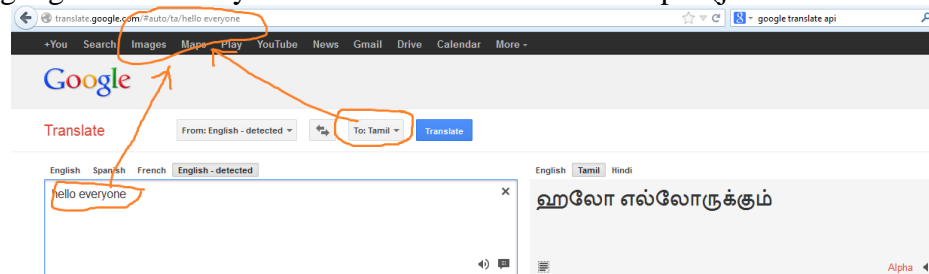 translate.google.com/#auto/ta/hello everyone
google translate api
+You Search Images Maps Play YouTube News Gmail Drive Calendar More
Google
Translate From: English - detected To: Tamil Translate
English Spanish French English - detected English Tamil Hindi
hello everyone
ஹலோ எல்லோருக்கும்
Alpha